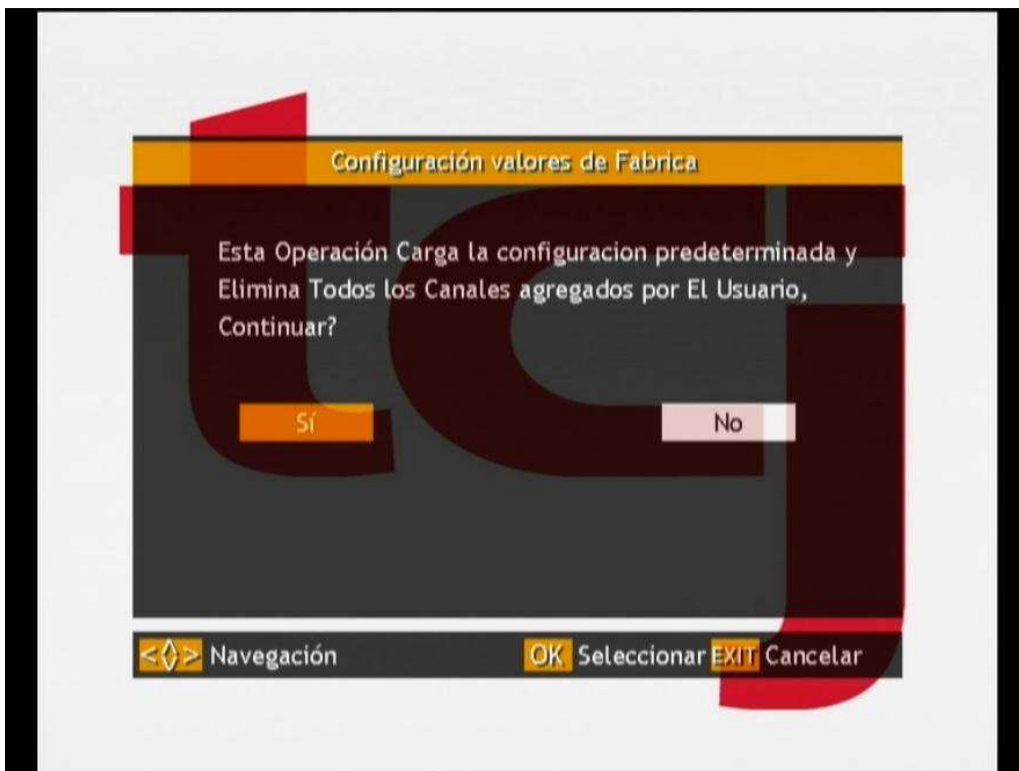 Configuración valores de Fabrica
Esta Operación Carga la configuracion predeterminada y
Elimina Todos los Canales agregados por El Usuario,
Continuar?
Sí No
<> Navegación OK Seleccionar EXIT Cancelar
tcj